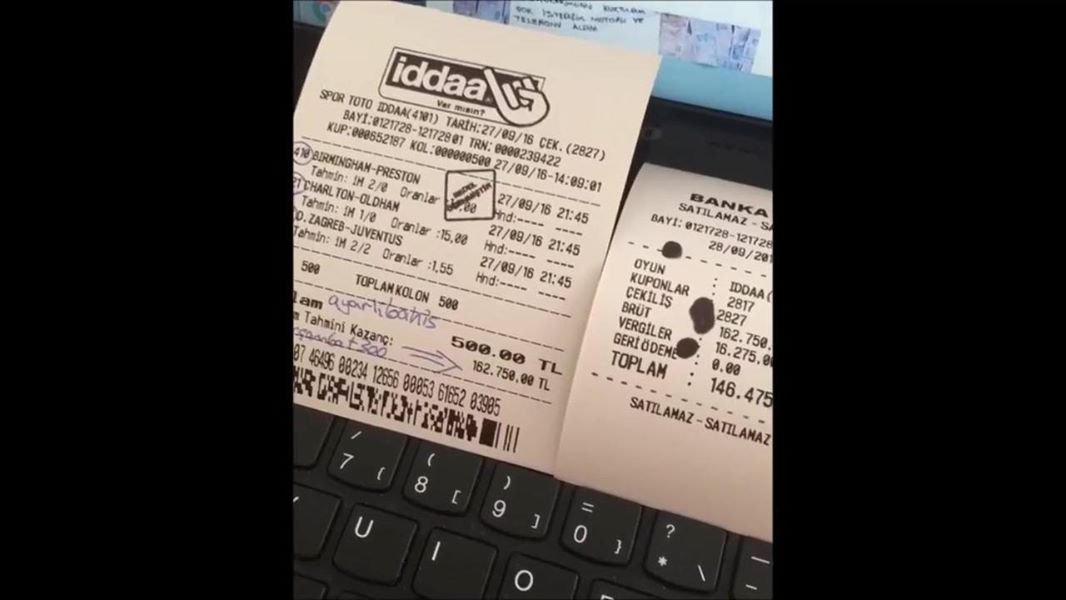 TELEFONU ALDIM
iddaa
Var mısın?
SPOR TOTO IDDAA(4101) TARİH:27/09/16 ÇEK.(2827)
BAYİ:0121728-12172801 TRN:0000239422
KUP:000652187 KOL:000000500 27/09/16-14:09:01
410 BIRMINGHAM-PRESTON 27/09/16 21:45
Tahmin: İM 2/0 Oranlar .00 Hnd:---- ----
CHARLTON-OLDHAM 27/09/16 21:45
Tahmin: İM 1/0 Oranlar :15,00 Hnd:---- ----
D.ZAGREB-JUVENTUS 27/09/16 21:45
Tahmin: İM 2/2 Oranlar :1,55 Hnd:---- ----
500 TOPLAM KOLON 500
ayarlibahis
500.00 TL
Tahmini Kazanç: 162.750,00 TL
07 46496 00234 12656 00053 61652 03905
BANKA
SATILAMAZ - SA
BAYİ: 0121728-121728
28/09/201
OYUN : IDDAA(
KUPONLAR : 2817
ÇEKİLİŞ 2827
BRÜT 162.750.
VERGİLER : 16.275.0
GERİ ÖDEME 0.00
TOPLAM : 146.475
SATILAMAZ - SATILAMAZ
7 8 9 0
U I O